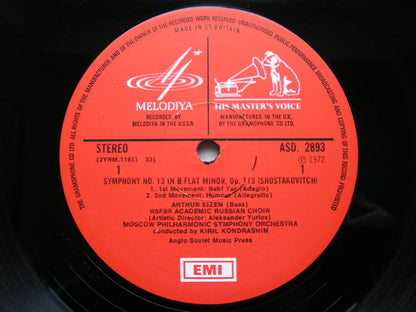 ALL RIGHTS OF THE MANUFACTURER AND OF THE OWNER OF THE RECORDED WORK RESERVED. UNAUTHORISED PUBLIC PERFORMANCE, BROADCASTING AND COPYING OF THIS RECORD PROHIBITED.
MADE IN GT. BRITAIN
MELODIYA
RECORDED BY
MELODIYA IN THE U.S.S.R.
HIS MASTER'S VOICE
MANUFACTURED IN THE U.K.
BY THE GRAMOPHONE CO. LTD.
STEREO
ASD. 2893
(2YRM.1193) 33⅓
℗ 1972
1
1
SYMPHONY NO. 13 IN B FLAT MINOR, Op. 113 (SHOSTAKOVITCH)
1. 1st Movement: Babi Yar (Adagio)
2. 2nd Movement: Humour (Allegretto)
ARTHUR EIZEN (Bass)
RSFSR ACADEMIC RUSSIAN CHOIR
(Artistic Director: Aleksander Yurlov)
MOSCOW PHILHARMONIC SYMPHONY ORCHESTRA
conducted by KIRIL KONDRASHIN
Anglo Soviet Music Press
EMI